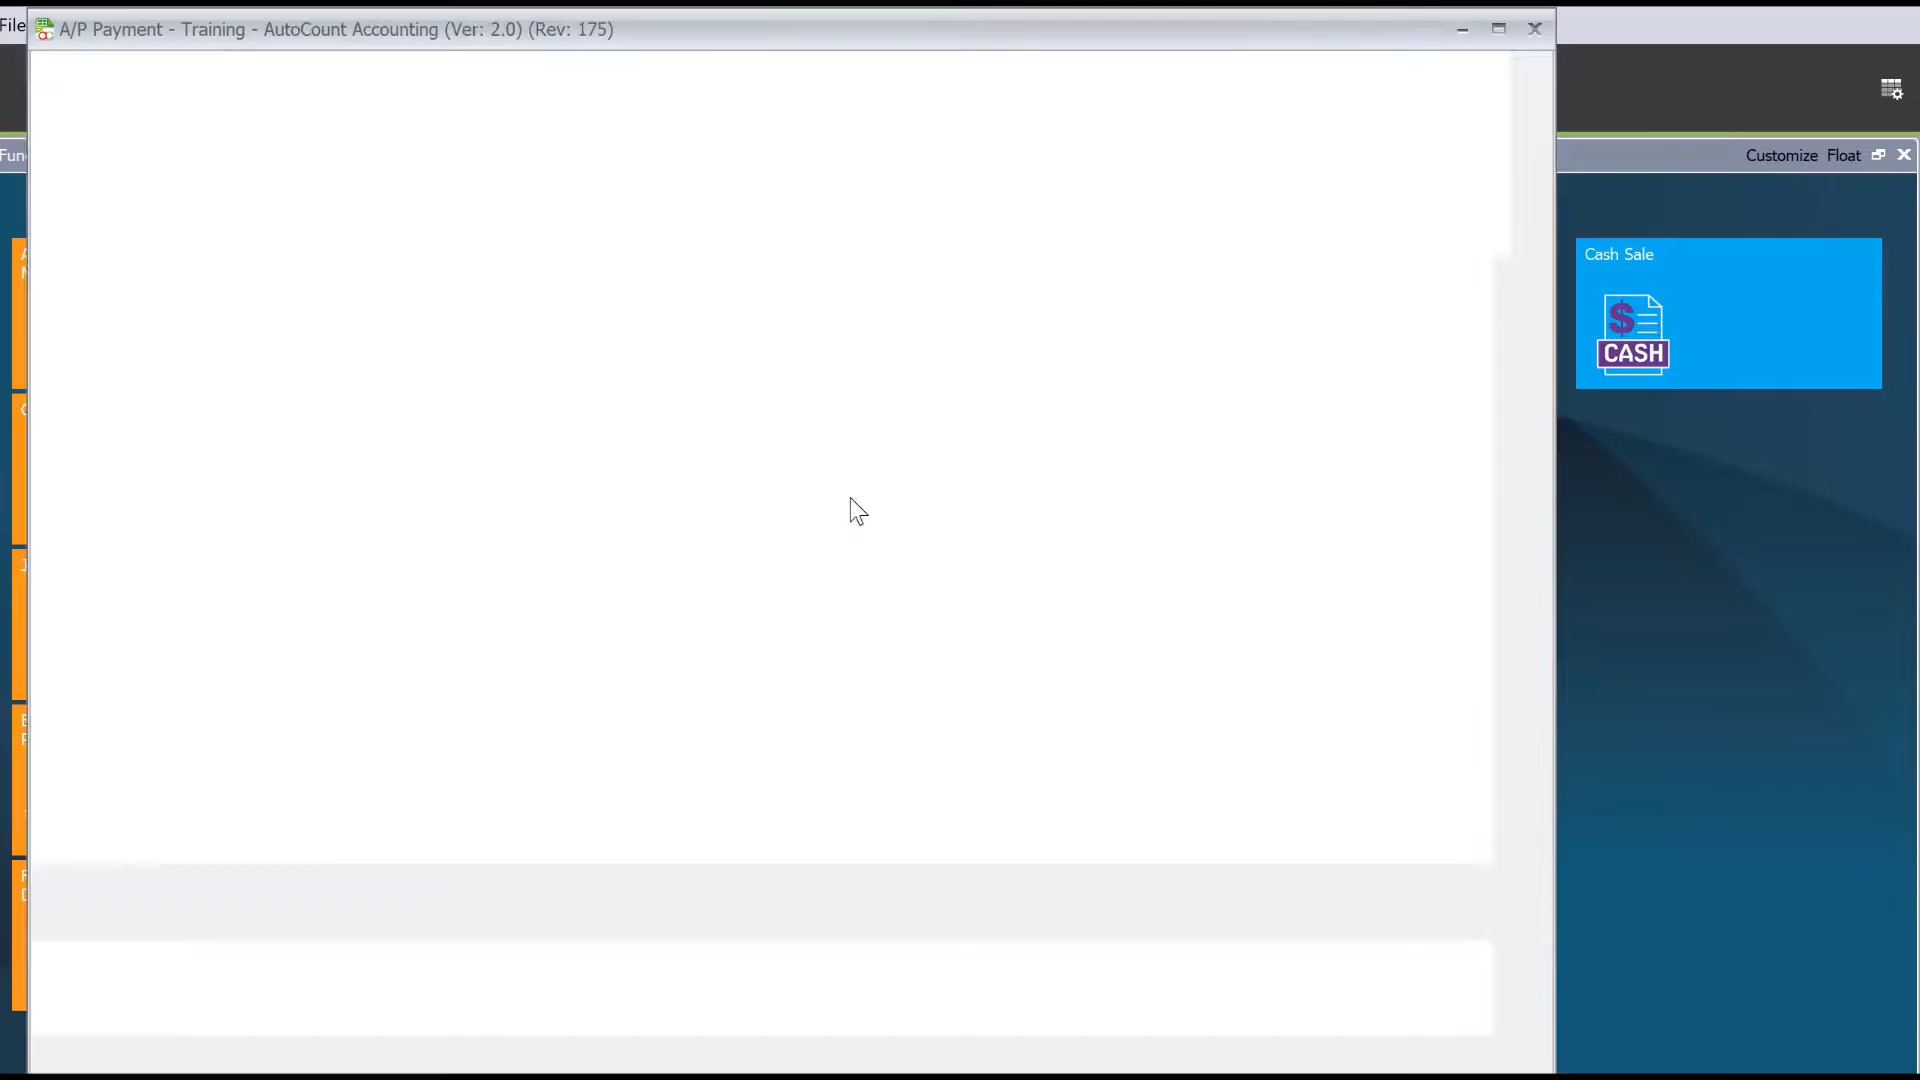 File
A/P Payment - Training - AutoCount Accounting (Ver: 2.0) (Rev: 175)
Customize Float
Cash Sale
$
CASH